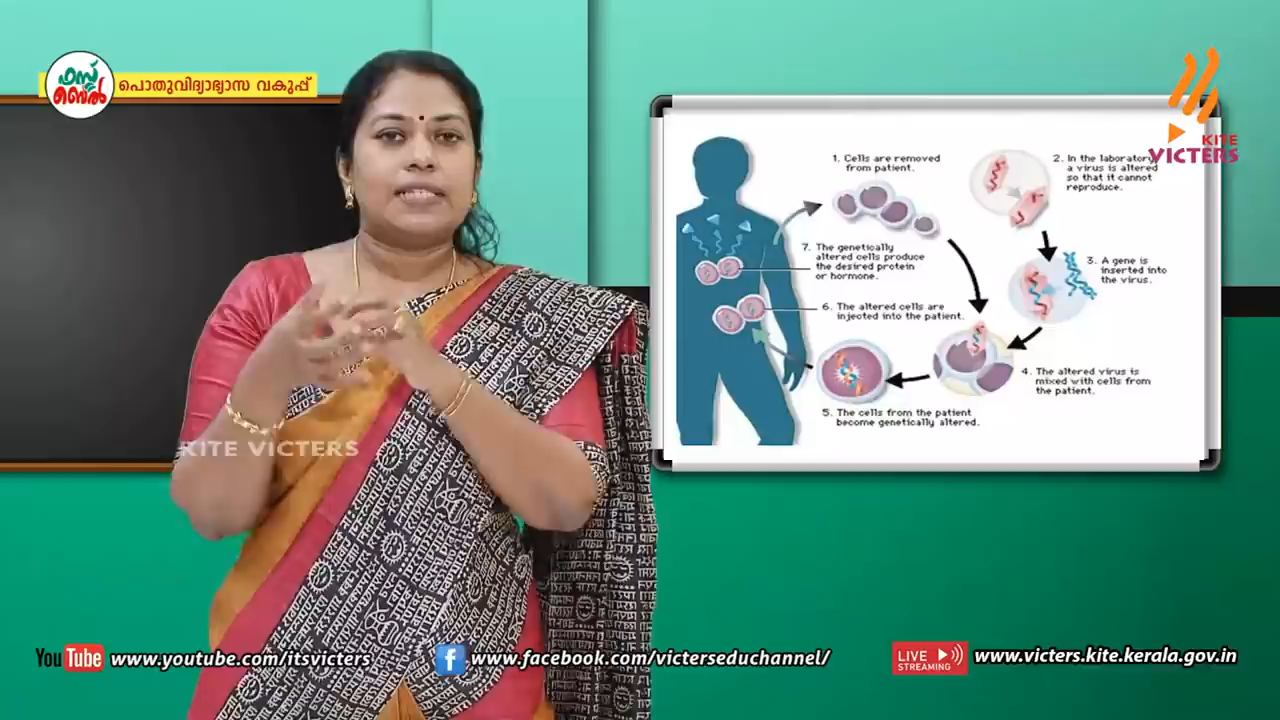 ഫസ്റ്റ്
ബെൽ
പൊതുവിദ്യാഭ്യാസ വകുപ്പ്
KITE
VICTERS
1. Cells are removed
from patient.
2. In the laboratory,
a virus is altered
so that it cannot
reproduce.
3. A gene is
inserted into
the virus.
4. The altered virus is
mixed with cells from
the patient.
5. The cells from the patient
become genetically altered.
6. The altered cells are
injected into the patient.
7. The genetically
altered cells produce
the desired protein
or hormone.
KITE VICTERS
YouTube www.youtube.com/itsvicters
f www.facebook.com/victerseduchannel/
LIVE
STREAMING
www.victers.kite.kerala.gov.in